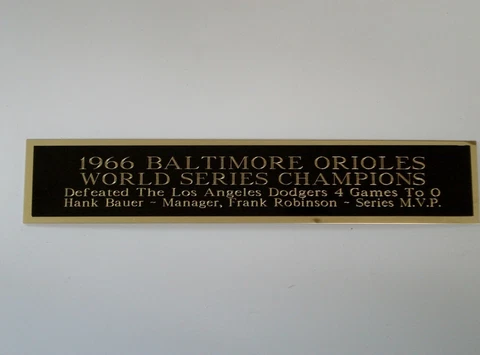 1966 BALTIMORE ORIOLES
WORLD SERIES CHAMPIONS
Defeated The Los Angeles Dodgers 4 Games To 0
Hank Bauer - Manager, Frank Robinson - Series M.V.P.